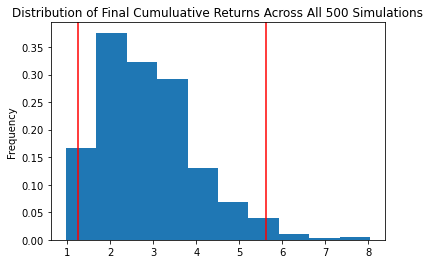 Distribution of Final Cumuluative Returns Across All 500 Simulations
Frequency
0.35
0.30
0.25
0.20
0.15
0.10
0.05
0.00
1 2 3 4 5 6 7 8